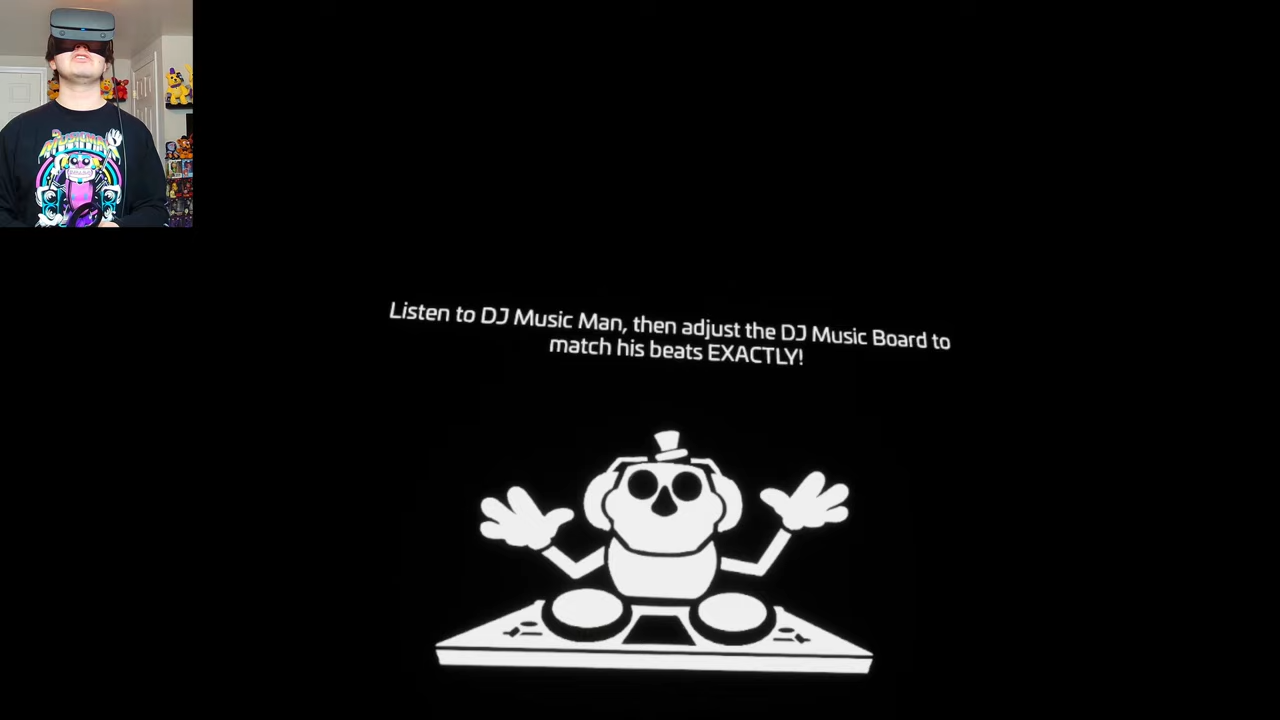 Listen to DJ Music Man, then adjust the DJ Music Board to
match his beats EXACTLY!